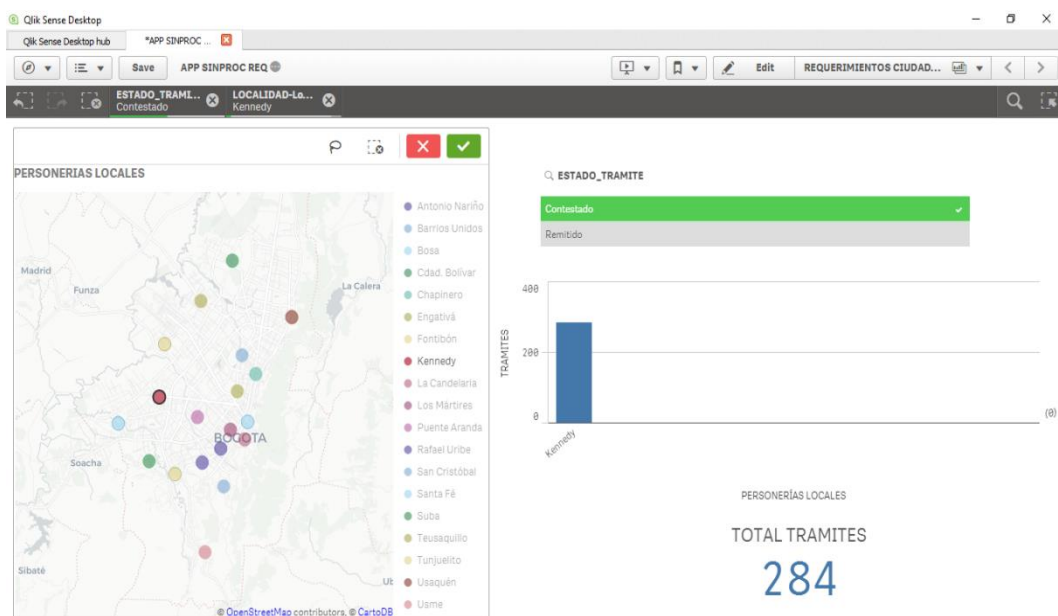 Qlik Sense Desktop
Qlik Sense Desktop hub
*APP SINPROC ...
Save
APP SINPROC REQ
Edit
REQUERIMIENTOS CIUDAD...
ESTADO_TRAMI...
Contestado
LOCALIDAD-Lo...
Kennedy
PERSONERIAS LOCALES
Madrid
Funza
La Calera
BOGOTA
Soacha
Sibaté
Ub
© OpenStreetMap contributors, © CartoDB
Antonio Nariño
Barrios Unidos
Bosa
Cdad. Bolívar
Chapinero
Engativá
Fontibón
Kennedy
La Candelaria
Los Mártires
Puente Aranda
Rafael Uribe
San Cristóbal
Santa Fé
Suba
Teusaquillo
Tunjuelito
Usaquén
Usme
ESTADO_TRAMITE
Contestado
Remitido
TRAMITES
400
200
0
(0)
Kennedy
PERSONERÍAS LOCALES
TOTAL TRAMITES
284